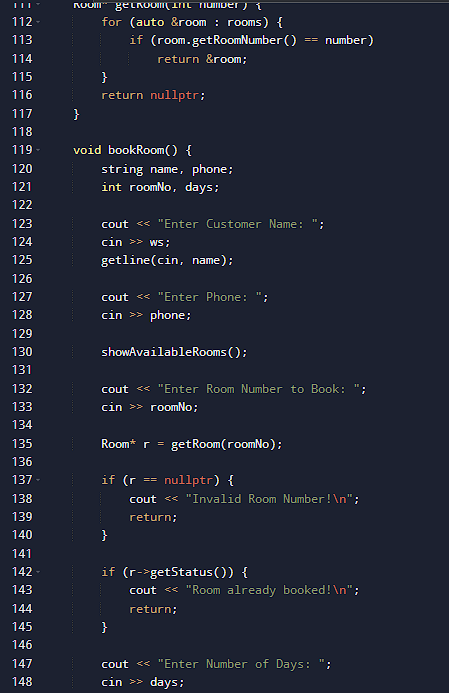 111 Room* getRoom(int number) {
112 for (auto &room : rooms) {
113 if (room.getRoomNumber() == number)
114 return &room;
115 }
116 return nullptr;
117 }
118
119 void bookRoom() {
120 string name, phone;
121 int roomNo, days;
122
123 cout << "Enter Customer Name: ";
124 cin >> ws;
125 getline(cin, name);
126
127 cout << "Enter Phone: ";
128 cin >> phone;
129
130 showAvailableRooms();
131
132 cout << "Enter Room Number to Book: ";
133 cin >> roomNo;
134
135 Room* r = getRoom(roomNo);
136
137 if (r == nullptr) {
138 cout << "Invalid Room Number!\n";
139 return;
140 }
141
142 if (r->getStatus()) {
143 cout << "Room already booked!\n";
144 return;
145 }
146
147 cout << "Enter Number of Days: ";
148 cin >> days;